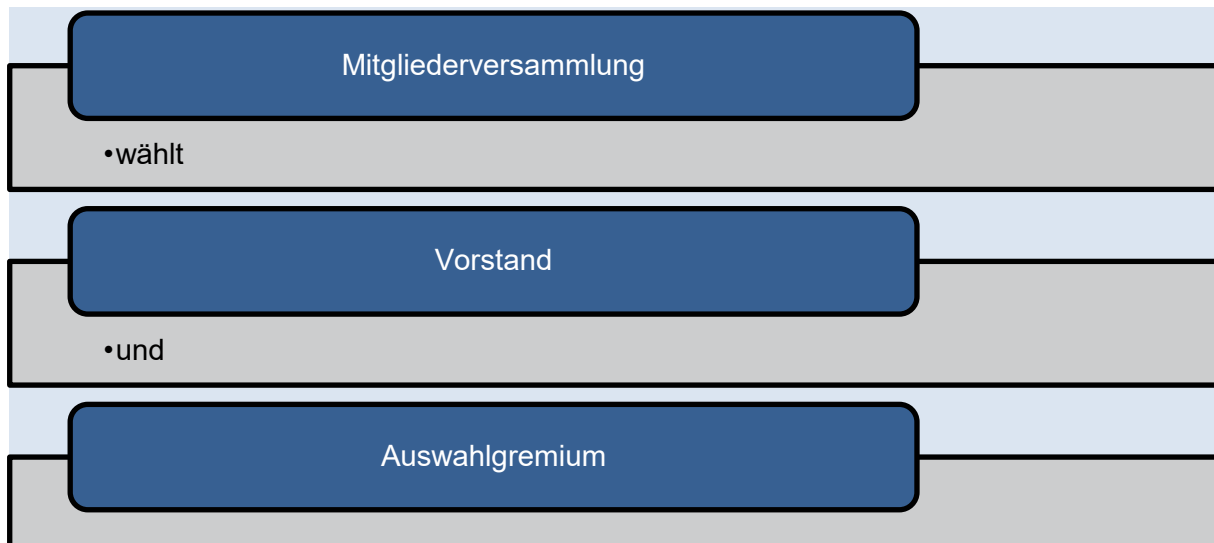 Mitgliederversammlung
•wählt
Vorstand
•und
Auswahlgremium